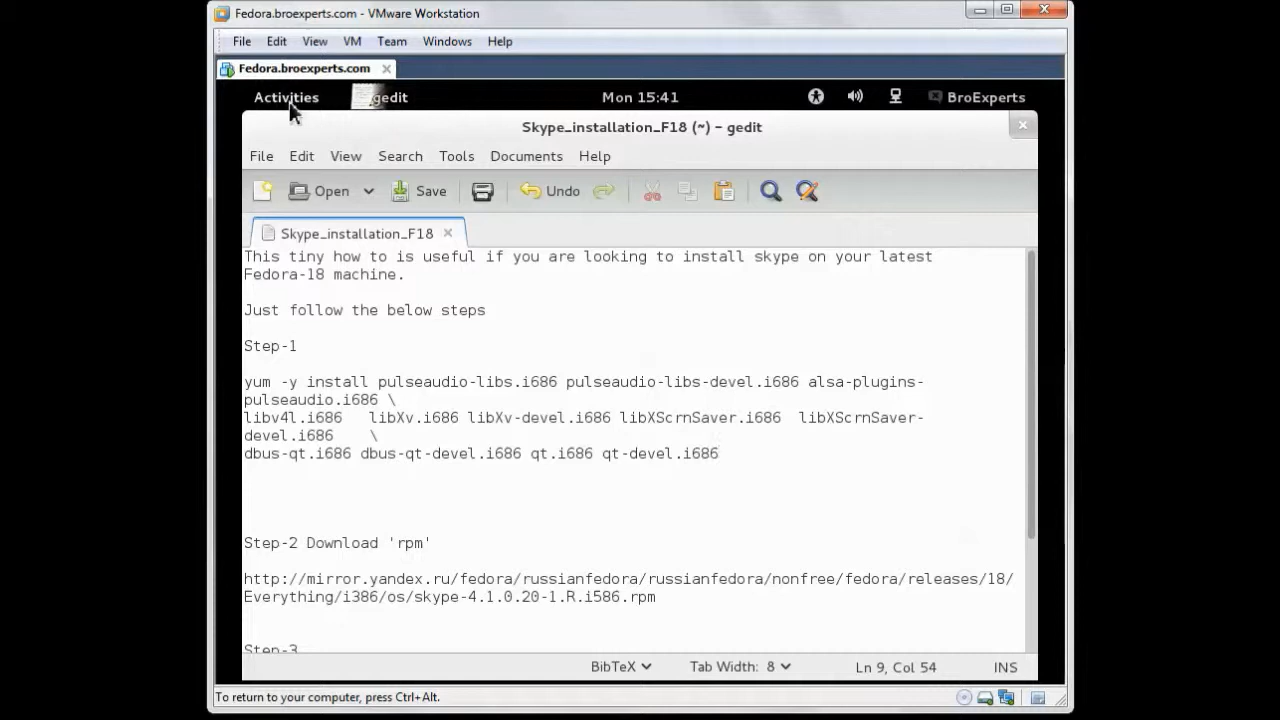 Fedora.broexperts.com - VMware Workstation
File Edit View VM Team Windows Help
Fedora.broexperts.com
Activities gedit Mon 15:41 BroExperts
Skype_installation_F18 (~) – gedit
File Edit View Search Tools Documents Help
Open Save Undo
Skype_installation_F18
This tiny how to is useful if you are looking to install skype on your latest
Fedora-18 machine.
Just follow the below steps
Step-1
yum -y install pulseaudio-libs.i686 pulseaudio-libs-devel.i686 alsa-plugins-
pulseaudio.i686 \
libv4l.i686   libXv.i686 libXv-devel.i686 libXScrnSaver.i686  libXScrnSaver-
devel.i686    \
dbus-qt.i686 dbus-qt-devel.i686 qt.i686 qt-devel.i686
Step-2 Download 'rpm'
http://mirror.yandex.ru/fedora/russianfedora/russianfedora/nonfree/fedora/releases/18/
Everything/i386/os/skype-4.1.0.20-1.R.i586.rpm
Step-3
BibTeX Tab Width: 8 Ln 9, Col 54 INS
To return to your computer, press Ctrl+Alt.